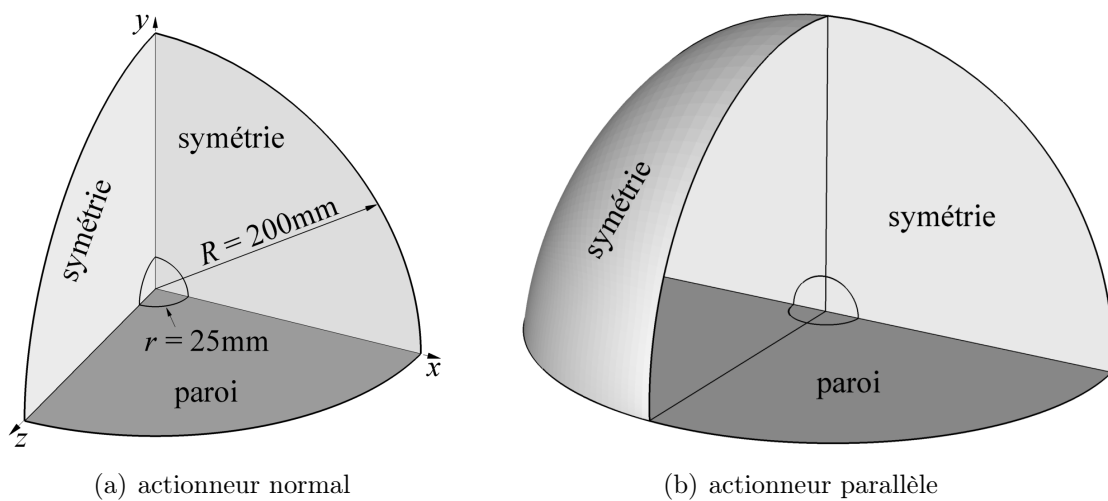 y
symétrie
symétrie
R = 200mm
r = 25mm
paroi
x
z
(a) actionneur normal
symétrie
symétrie
paroi
(b) actionneur parallèle